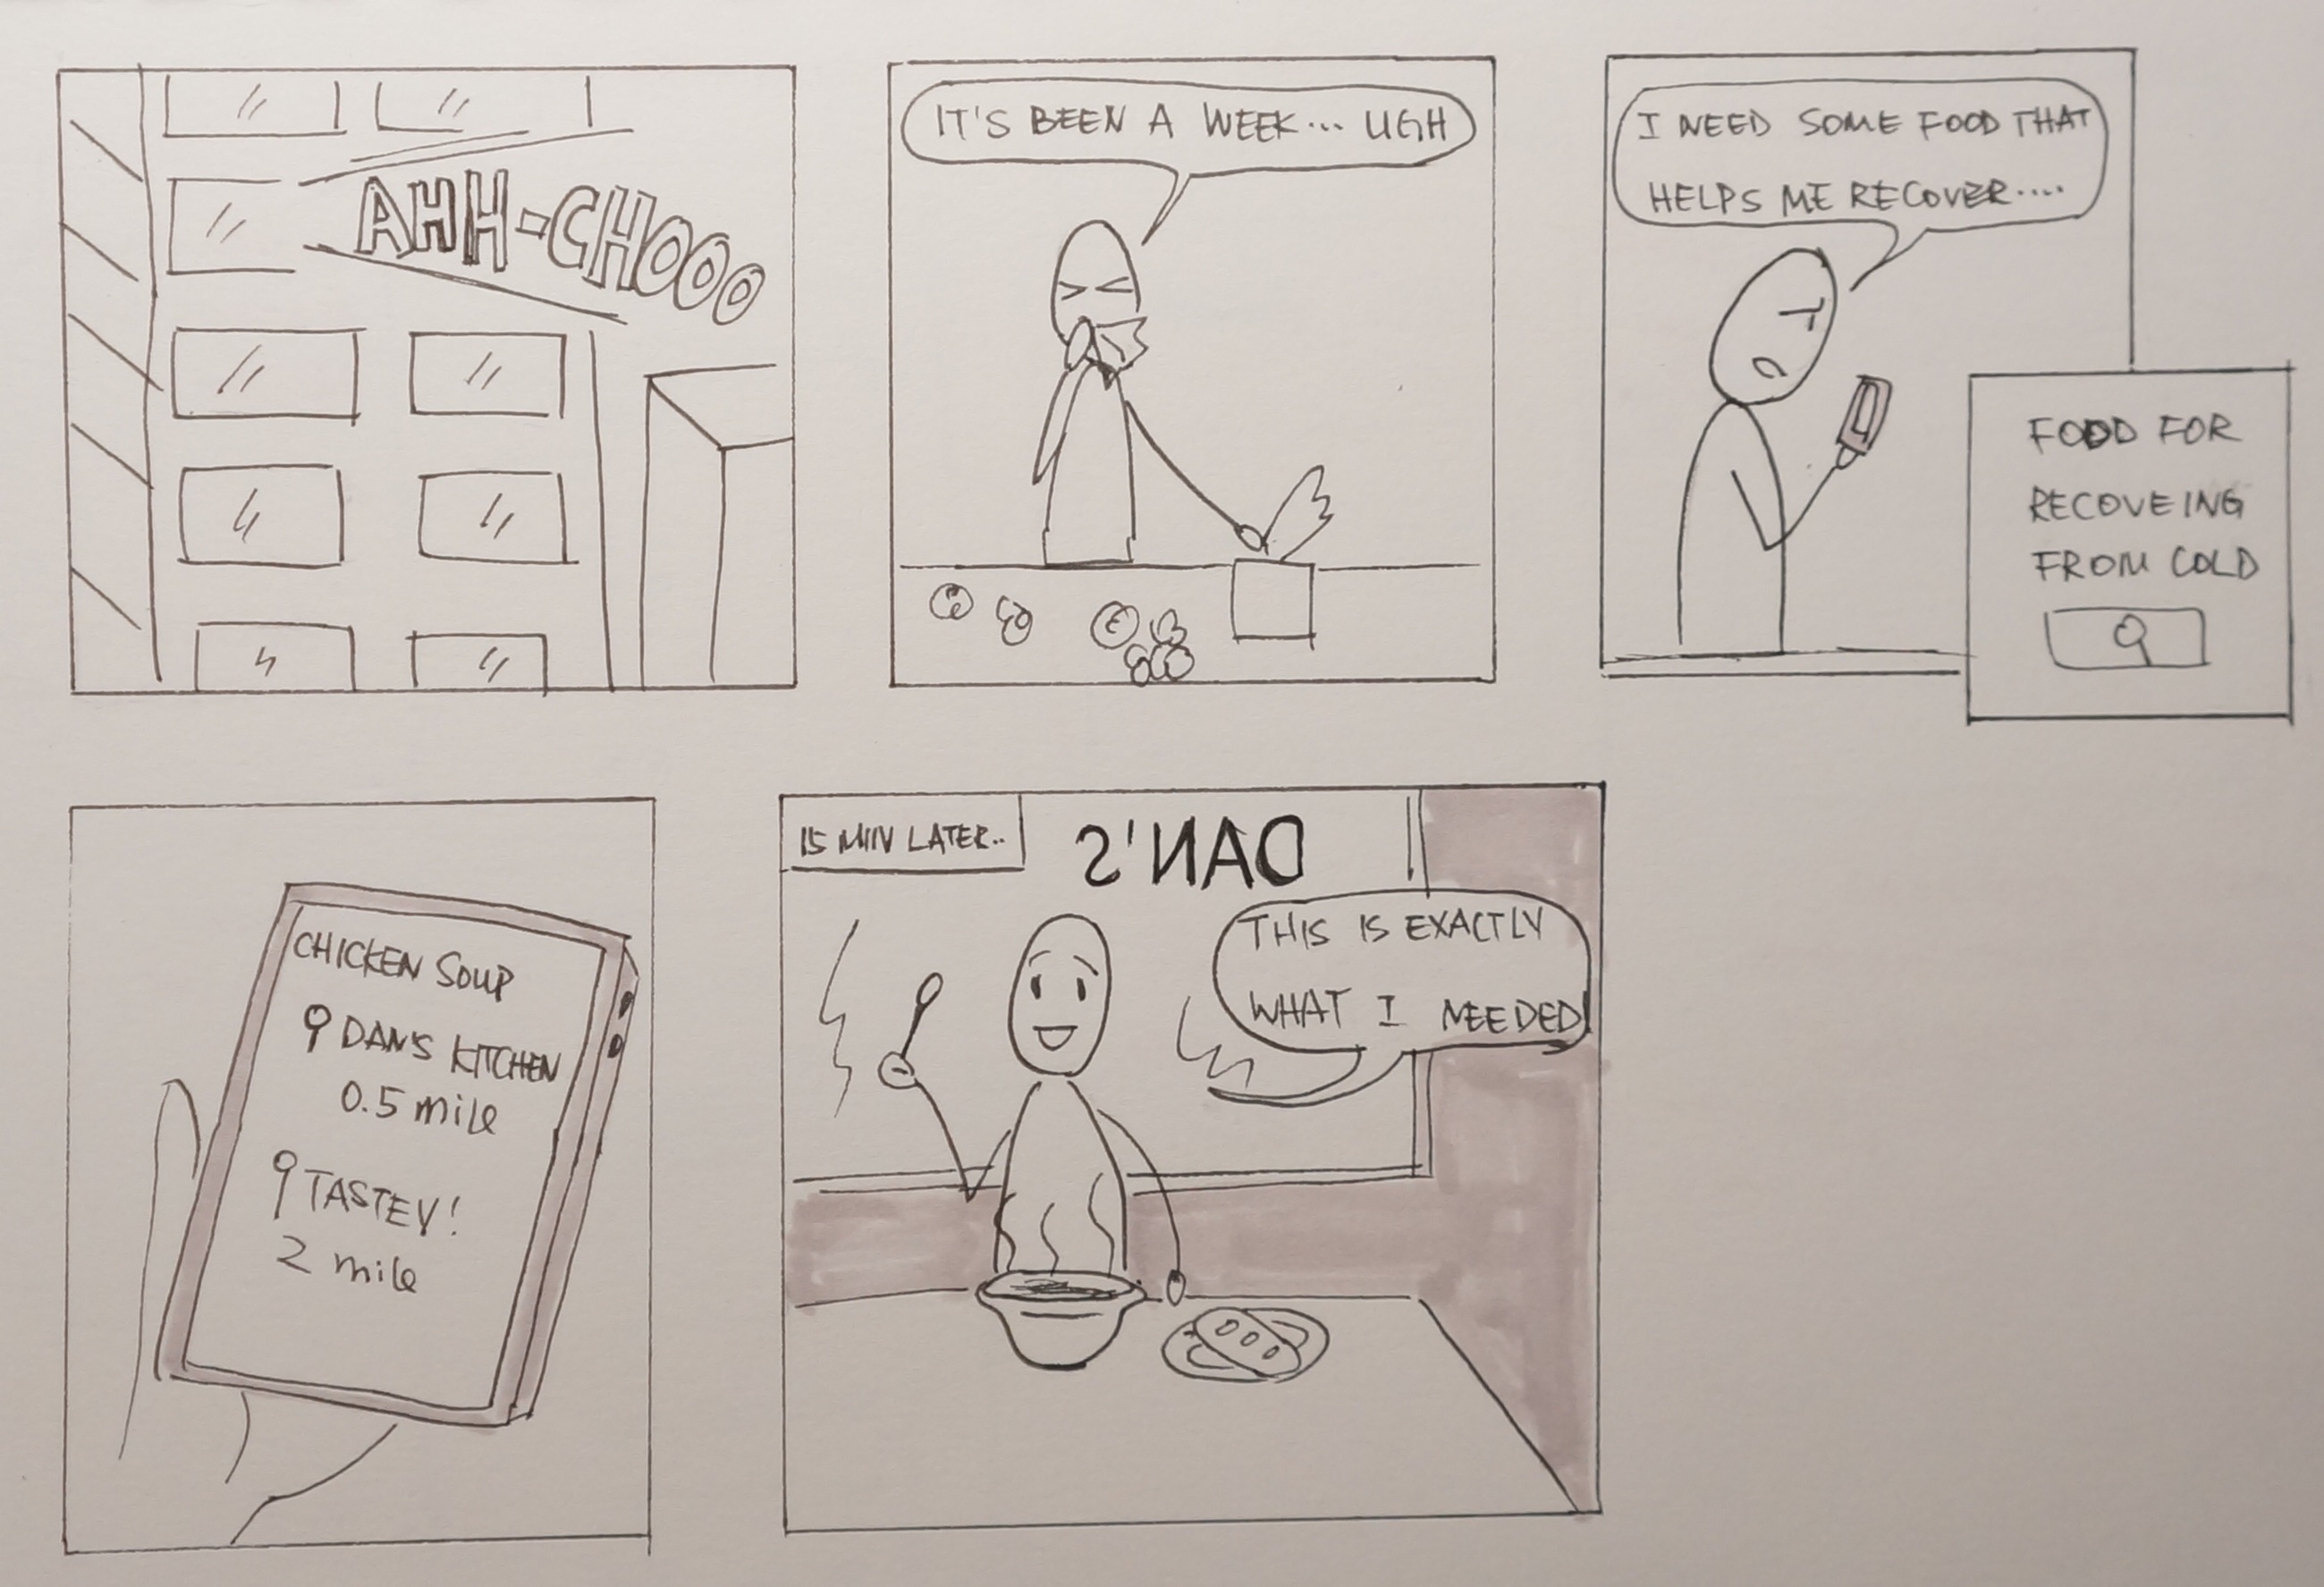 AHH-CHOOO
IT'S BEEN A WEEK... UGH
I NEED SOME FOOD THAT
HELPS ME RECOVER....
FOOD FOR
RECOVEING
FROM COLD
CHICKEN SOUP
DAN'S KITCHEN
0.5 mile
TASTEY!
2 mile
15 MIN LATER..
DAN'S
THIS IS EXACTLY
WHAT I NEEDED